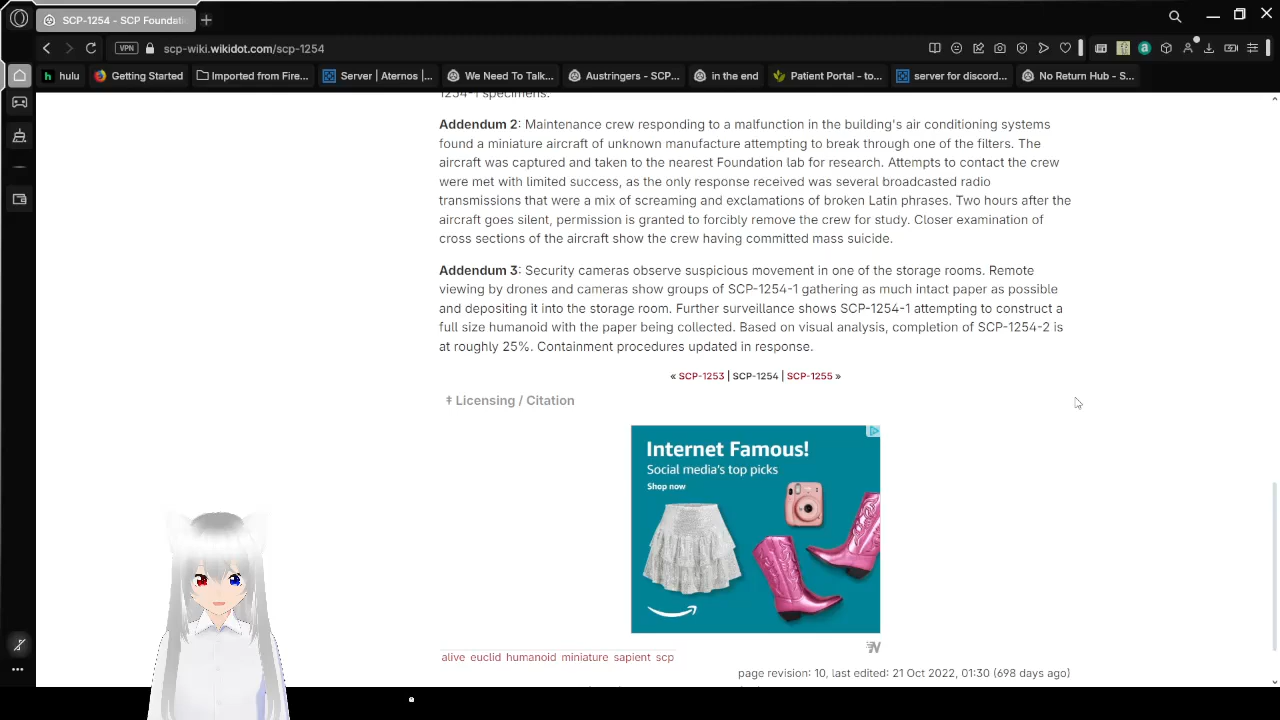 SCP-1254 - SCP Foundati
scp-wiki.wikidot.com/scp-1254
VPN
hulu
Getting Started
Imported from Fire...
Server | Aternos |...
We Need To Talk...
Austringers - SCP...
in the end
Patient Portal - to...
server for discord...
No Return Hub - S...
1254-1 specimens.
Addendum 2: Maintenance crew responding to a malfunction in the building's air conditioning systems
found a miniature aircraft of unknown manufacture attempting to break through one of the filters. The
aircraft was captured and taken to the nearest Foundation lab for research. Attempts to contact the crew
were met with limited success, as the only response received was several broadcasted radio
transmissions that were a mix of screaming and exclamations of broken Latin phrases. Two hours after the
aircraft goes silent, permission is granted to forcibly remove the crew for study. Closer examination of
cross sections of the aircraft show the crew having committed mass suicide.
Addendum 3: Security cameras observe suspicious movement in one of the storage rooms. Remote
viewing by drones and cameras show groups of SCP-1254-1 gathering as much intact paper as possible
and depositing it into the storage room. Further surveillance shows SCP-1254-1 attempting to construct a
full size humanoid with the paper being collected. Based on visual analysis, completion of SCP-1254-2 is
at roughly 25%. Containment procedures updated in response.
« SCP-1253 | SCP-1254 | SCP-1255 »
‡ Licensing / Citation
Internet Famous!
Social media's top picks
Shop now
alive euclid humanoid miniature sapient scp
page revision: 10, last edited: 21 Oct 2022, 01:30 (698 days ago)